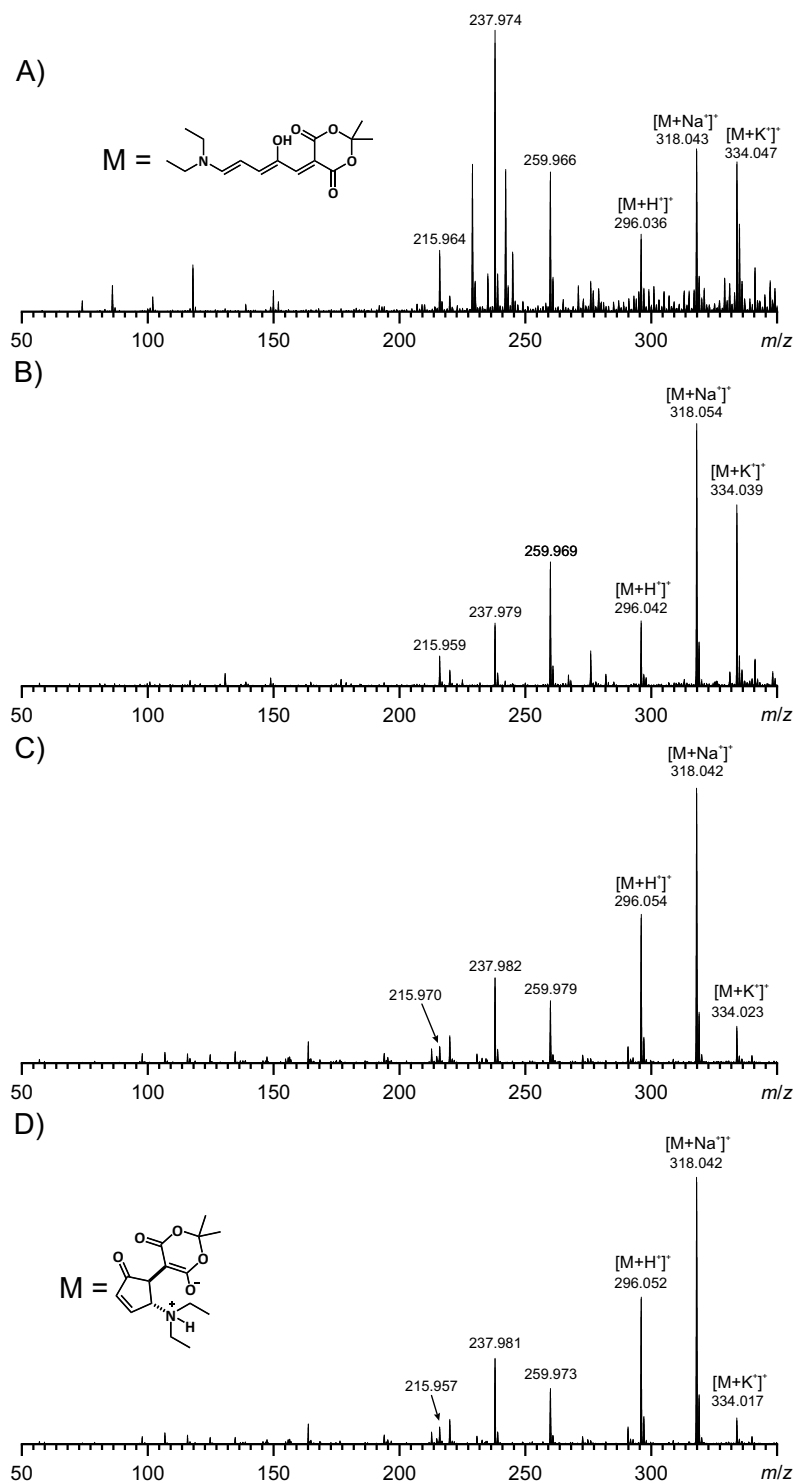 237.974
A)
[M+Na⁺]⁺
318.043
[M+K⁺]⁺
334.047
OH
O
O
O
O
M =
N
259.966
[M+H⁺]⁺
296.036
215.964
50 100 150 200 250 300 m/z
B)
[M+Na⁺]⁺
318.054
[M+K⁺]⁺
334.039
259.969
[M+H⁺]⁺
296.042
237.979
215.959
50 100 150 200 250 300 m/z
C)
[M+Na⁺]⁺
318.042
[M+H⁺]⁺
296.054
237.982
215.970
259.979
[M+K⁺]⁺
334.023
50 100 150 200 250 300 m/z
D)
[M+Na⁺]⁺
318.042
O
O
O
O
O⁻
M =
N⁺
H
[M+H⁺]⁺
296.052
237.981
215.957
259.973
[M+K⁺]⁺
334.017
50 100 150 200 250 300 m/z